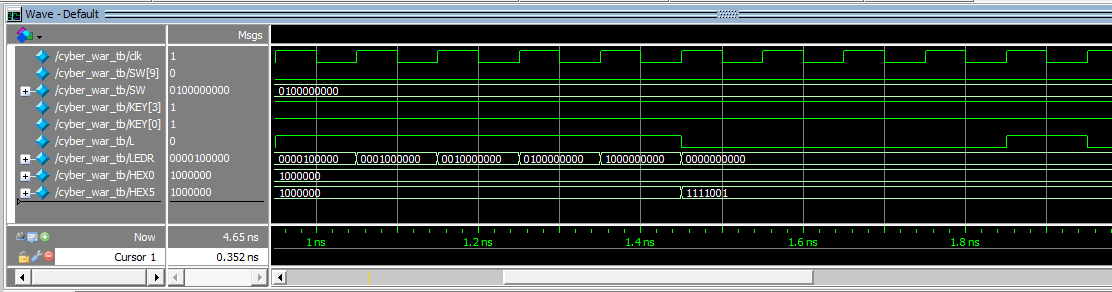 Wave - Default
Msgs
/cyber_war_tb/clk 1
/cyber_war_tb/SW[9] 0
/cyber_war_tb/SW 0100000000 0100000000
/cyber_war_tb/KEY[3] 1
/cyber_war_tb/KEY[0] 1
/cyber_war_tb/L 0
/cyber_war_tb/LEDR 0000100000 0000100000 0001000000 0010000000 0100000000 1000000000 0000000000
/cyber_war_tb/HEX0 1000000 1000000
/cyber_war_tb/HEX5 1000000 1000000 1111001
Now 4.65 ns 1 ns 1.2 ns 1.4 ns 1.6 ns 1.8 ns
Cursor 1 0.352 ns